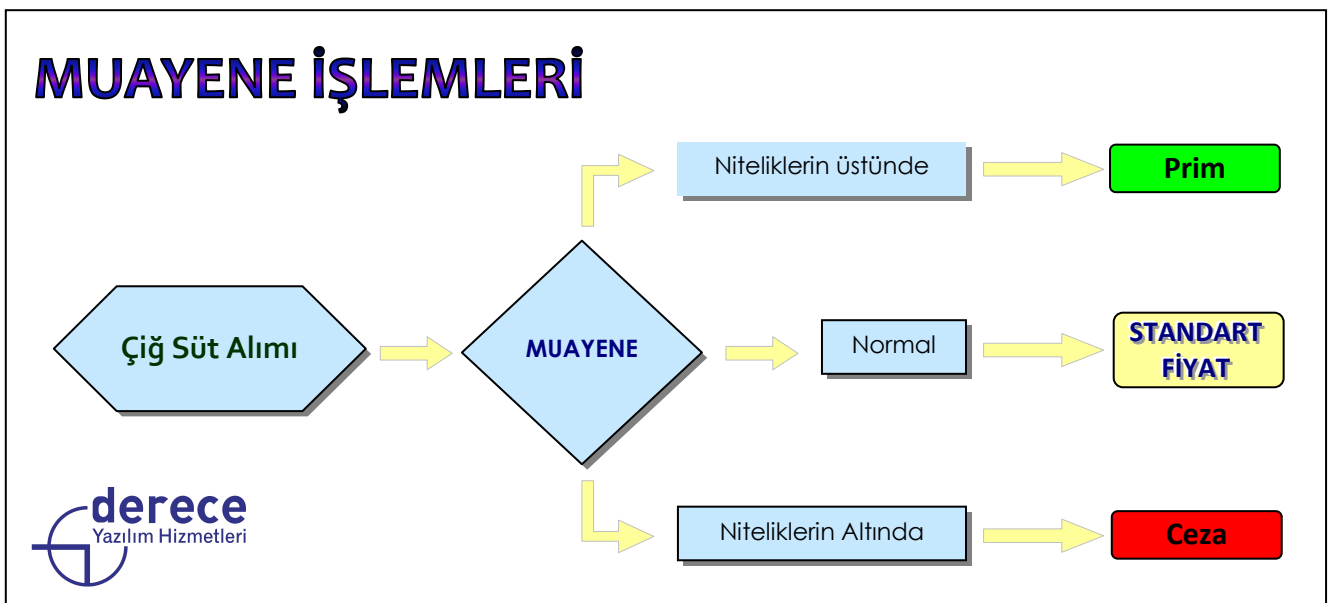 MUAYENE İŞLEMLERİ
Niteliklerin üstünde
Prim
Çiğ Süt Alımı
MUAYENE
Normal
STANDART
FİYAT
Niteliklerin Altında
Ceza
derece
Yazılım Hizmetleri